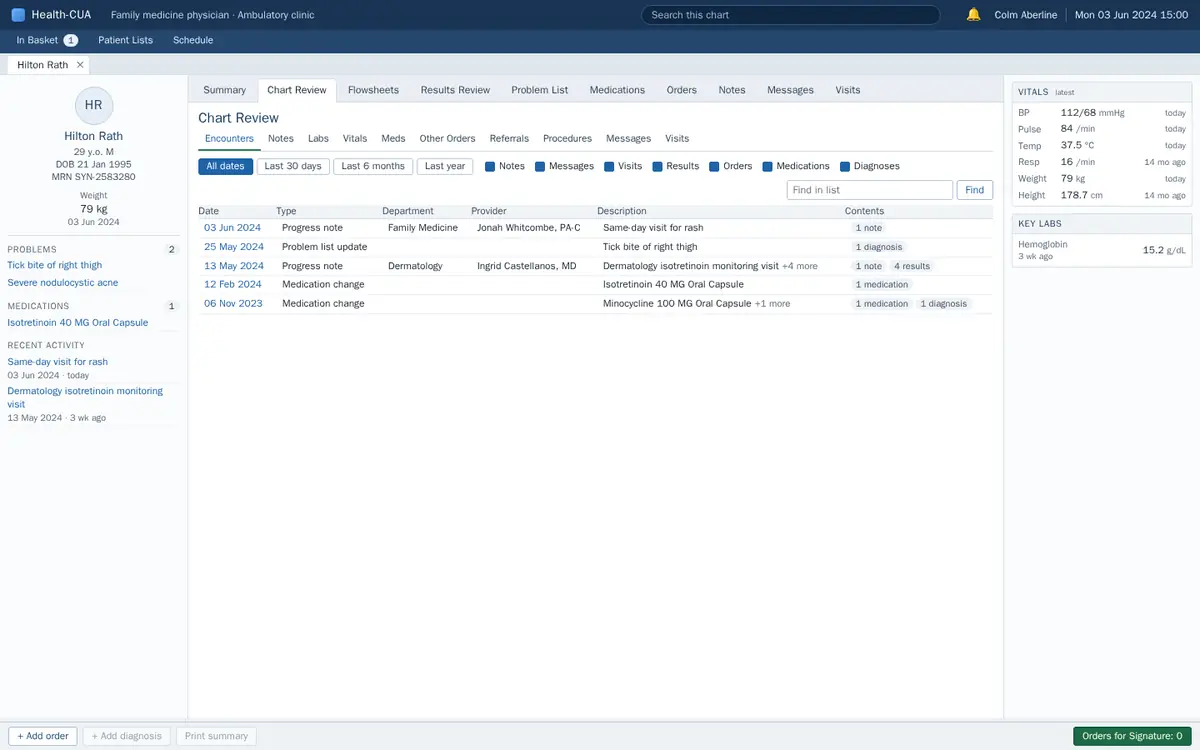 Health-CUA Family medicine physician · Ambulatory clinic Search this chart Colm Aberline Mon 03 Jun 2024 15:00
In Basket 1 Patient Lists Schedule
Hilton Rath ✕
HR
Hilton Rath
29 y.o. M
DOB 21 Jan 1995
MRN SYN-2583280
Weight
79 kg
03 Jun 2024
PROBLEMS 2
Tick bite of right thigh
Severe nodulocystic acne
MEDICATIONS 1
Isotretinoin 40 MG Oral Capsule
RECENT ACTIVITY
Same-day visit for rash
03 Jun 2024 · today
Dermatology isotretinoin monitoring
visit
13 May 2024 · 3 wk ago
Summary Chart Review Flowsheets Results Review Problem List Medications Orders Notes Messages Visits
Chart Review
Encounters Notes Labs Vitals Meds Other Orders Referrals Procedures Messages Visits
All dates Last 30 days Last 6 months Last year Notes Messages Visits Results Orders Medications Diagnoses
Find in list Find
Date Type Department Provider Description Contents
03 Jun 2024 Progress note Family Medicine Jonah Whitcombe, PA-C Same-day visit for rash 1 note
25 May 2024 Problem list update Tick bite of right thigh 1 diagnosis
13 May 2024 Progress note Dermatology Ingrid Castellanos, MD Dermatology isotretinoin monitoring visit +4 more 1 note 4 results
12 Feb 2024 Medication change Isotretinoin 40 MG Oral Capsule 1 medication
06 Nov 2023 Medication change Minocycline 100 MG Oral Capsule +1 more 1 medication 1 diagnosis
VITALS latest
BP 112/68 mmHg today
Pulse 84 /min today
Temp 37.5 °C today
Resp 16 /min 14 mo ago
Weight 79 kg today
Height 178.7 cm 14 mo ago
KEY LABS
Hemoglobin
3 wk ago 15.2 g/dL
+ Add order + Add diagnosis Print summary Orders for Signature: 0